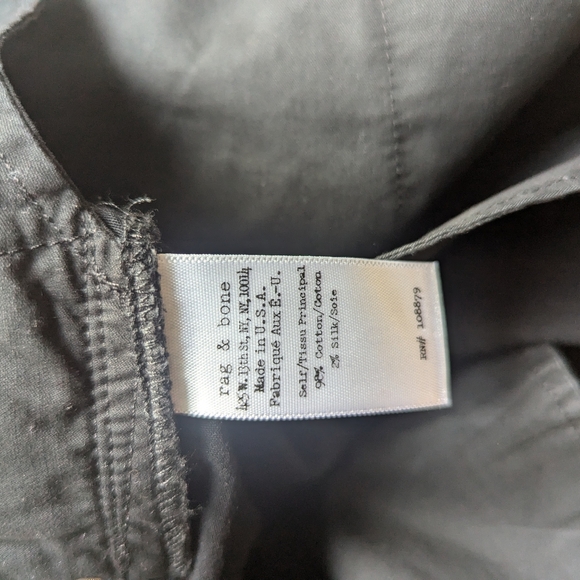 rag & bone
425 W. 13th St, NY, NY, 10014
Made in U.S.A.
Fabriqué Aux É.-U.
Self/Tissu Principal
98% Cotton/Coton
2% Silk/Soie
RN# 108879